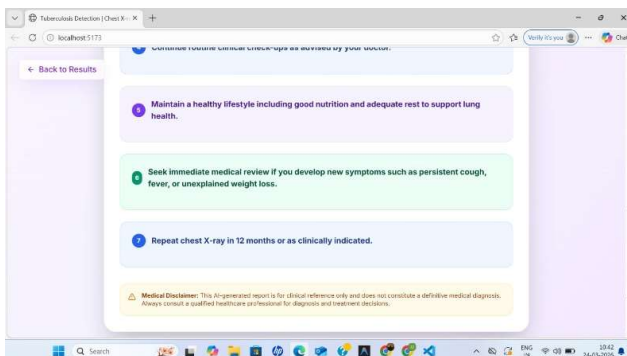 Tuberculosis Detection | Chest X-
localhost:5173
Verify it's you
Chat
Continue routine clinical check-ups as advised by your doctor.
← Back to Results
5 Maintain a healthy lifestyle including good nutrition and adequate rest to support lung
health.
6 Seek immediate medical review if you develop new symptoms such as persistent cough,
fever, or unexplained weight loss.
7 Repeat chest X-ray in 12 months or as clinically indicated.
Medical Disclaimer: This AI-generated report is for clinical reference only and does not constitute a definitive medical diagnosis.
Always consult a qualified healthcare professional for diagnosis and treatment decisions.
Search
ENG
IN
10:42
24-03-2026